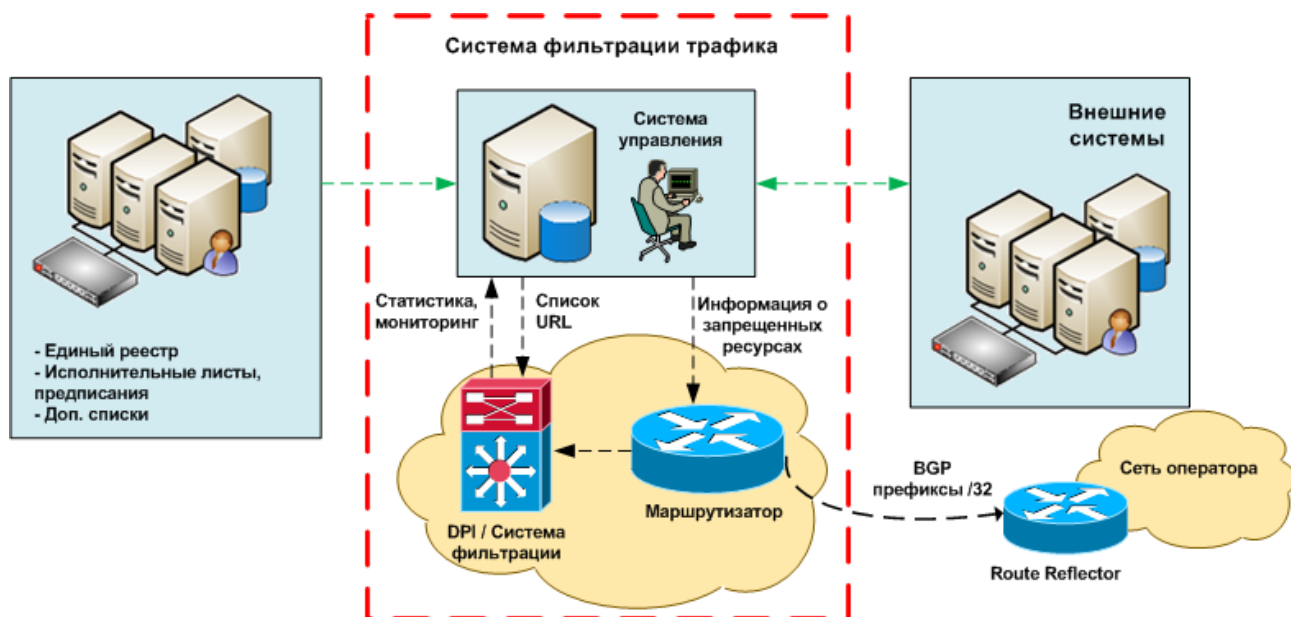 Система фильтрации трафика
Система
управления
Внешние
системы
Статистика,
мониторинг
Список
URL
Информация о
запрещенных
ресурсах
- Единый реестр
- Исполнительные листы,
предписания
- Доп. списки
DPI / Система
фильтрации
Маршрутизатор
BGP
префиксы /32
Сеть оператора
Route Reflector